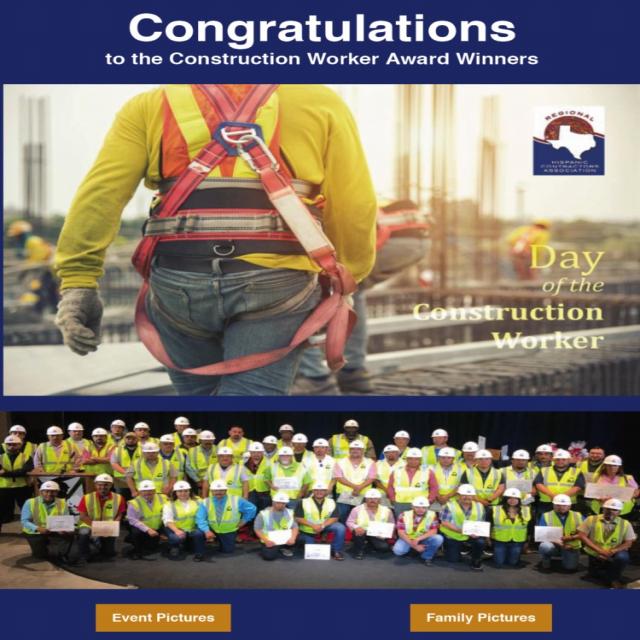 Congratulations
to the Construction Worker Award Winners
REGIONAL
HISPANIC
CONTRACTORS
ASSOCIATION
Day
of the
Construction
Worker
Event Pictures
Family Pictures